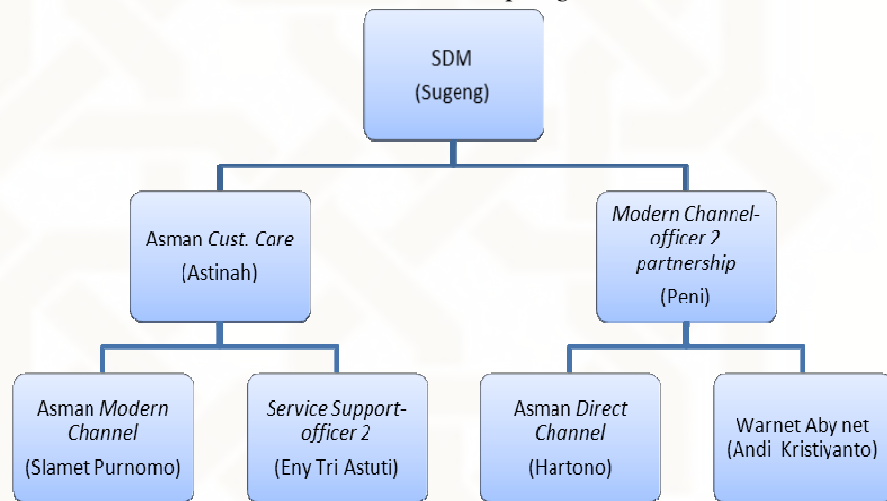 SDM
(Sugeng)
Asman Cust. Care
(Astinah)
Modern Channel-
officer 2
partnership
(Peni)
Asman Modern
Channel
(Slamet Purnomo)
Service Support-
officer 2
(Eny Tri Astuti)
Asman Direct
Channel
(Hartono)
Warnet Aby net
(Andi Kristiyanto)